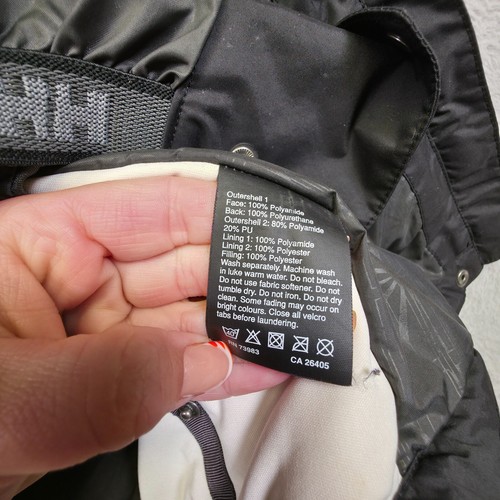 HH
Outershell 1
Face: 100% Polyamide
Back: 100% Polyurethane
Outershell 2: 80% Polyamide
20% PU
Lining 1: 100% Polyamide
Lining 2: 100% Polyester
Filling: 100% Polyester
Wash separately. Machine wash
in luke warm water. Do not bleach.
Do not use fabric softener. Do not
tumble dry. Do not iron. Do not dry
clean. Some fading may occur on
bright colours. Close all velcro
tabs before laundering.
RN 73983 CA 26405